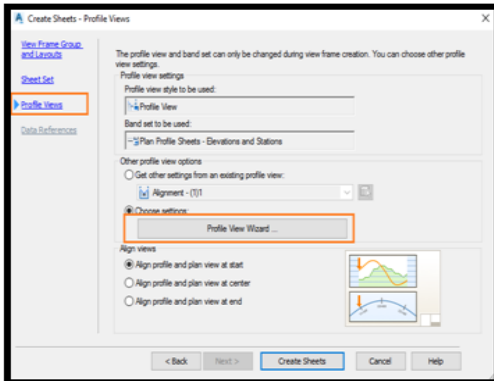 Create Sheets - Profile Views
View Frame Group
and Layouts
Sheet Set
Profile Views
Data References
The profile view and band set can only be changed during view frame creation. You can choose other profile
view settings.
Profile view settings
Profile view style to be used:
Profile View
Band set to be used:
Plan Profile Sheets - Elevations and Stations
Other profile view options
Get other settings from an existing profile view:
Alignment - (1)1
Choose settings:
Profile View Wizard ...
Align views
Align profile and plan view at start
Align profile and plan view at center
Align profile and plan view at end
< Back
Next >
Create Sheets
Cancel
Help